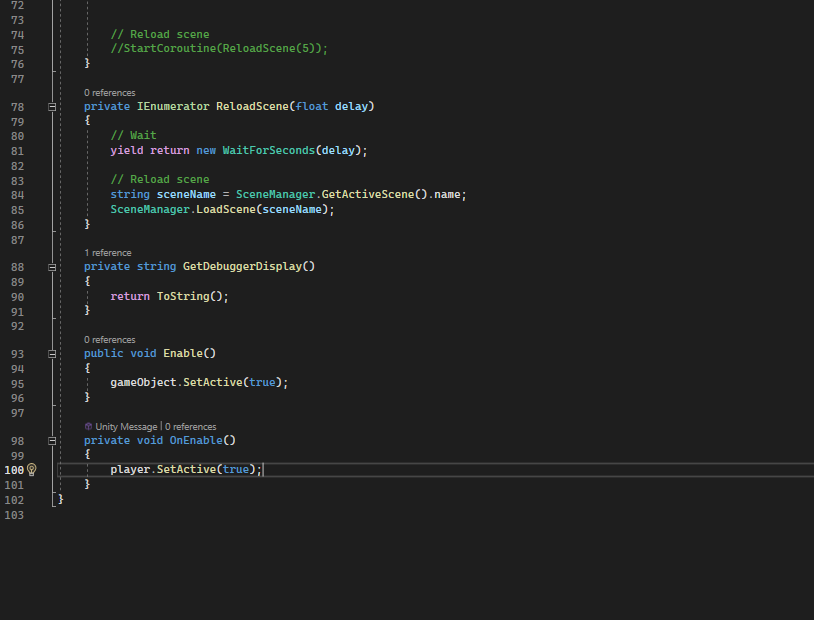 72
73
74 // Reload scene
75 //StartCoroutine(ReloadScene(5));
76 }
77
0 references
78 private IEnumerator ReloadScene(float delay)
79 {
80 // Wait
81 yield return new WaitForSeconds(delay);
82
83 // Reload scene
84 string sceneName = SceneManager.GetActiveScene().name;
85 SceneManager.LoadScene(sceneName);
86 }
87
1 reference
88 private string GetDebuggerDisplay()
89 {
90 return ToString();
91 }
92
0 references
93 public void Enable()
94 {
95 gameObject.SetActive(true);
96 }
97
Unity Message | 0 references
98 private void OnEnable()
99 {
100 player.SetActive(true);
101 }
102 }
103